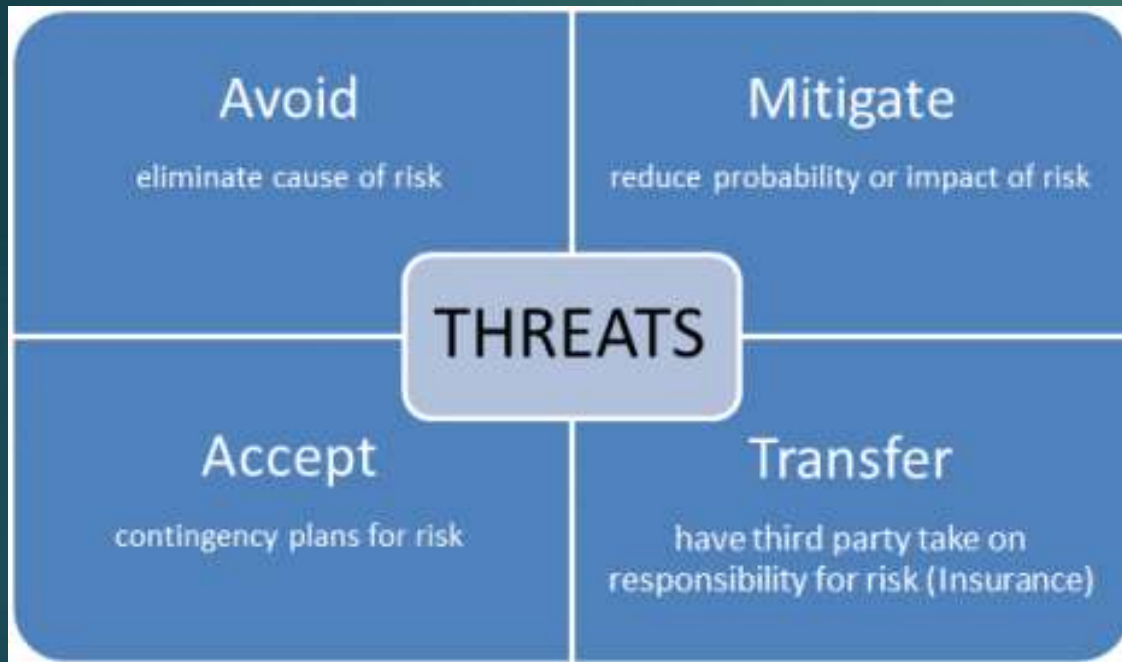 Avoid
eliminate cause of risk
Mitigate
reduce probability or impact of risk
THREATS
Accept
contingency plans for risk
Transfer
have third party take on
responsibility for risk (Insurance)